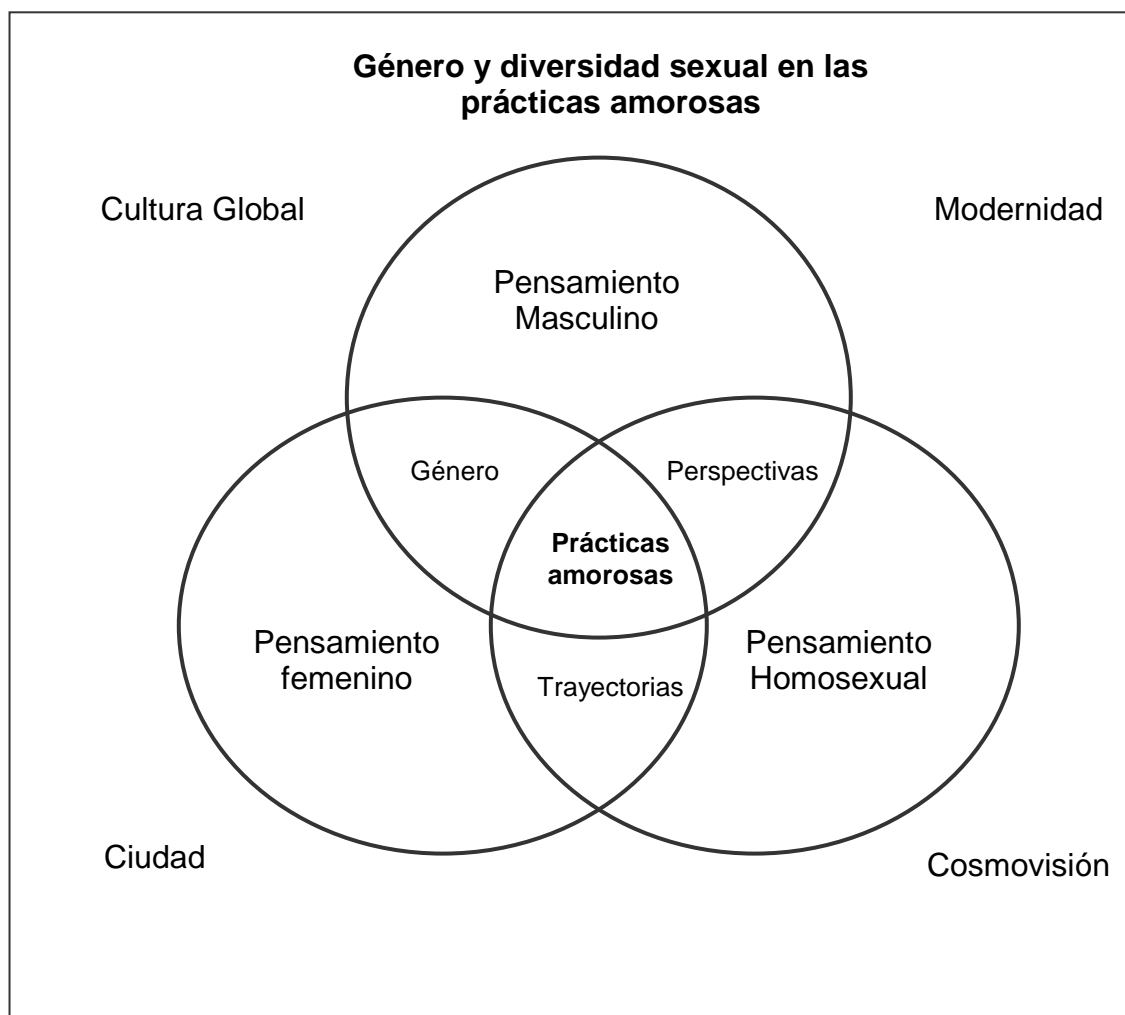 Género y diversidad sexual en las
prácticas amorosas
Cultura Global
Modernidad
Pensamiento
Masculino
Género
Perspectivas
Prácticas
amorosas
Pensamiento
femenino
Pensamiento
Homosexual
Trayectorias
Ciudad
Cosmovisión